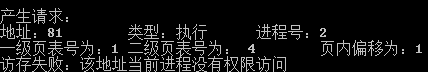 产生请求:
地址: 81 类型: 执行 进程号: 2
一级页表号为: 1 二级页表号为: 4 页内偏移为: 1
访存失败: 该地址当前进程没有权限访问